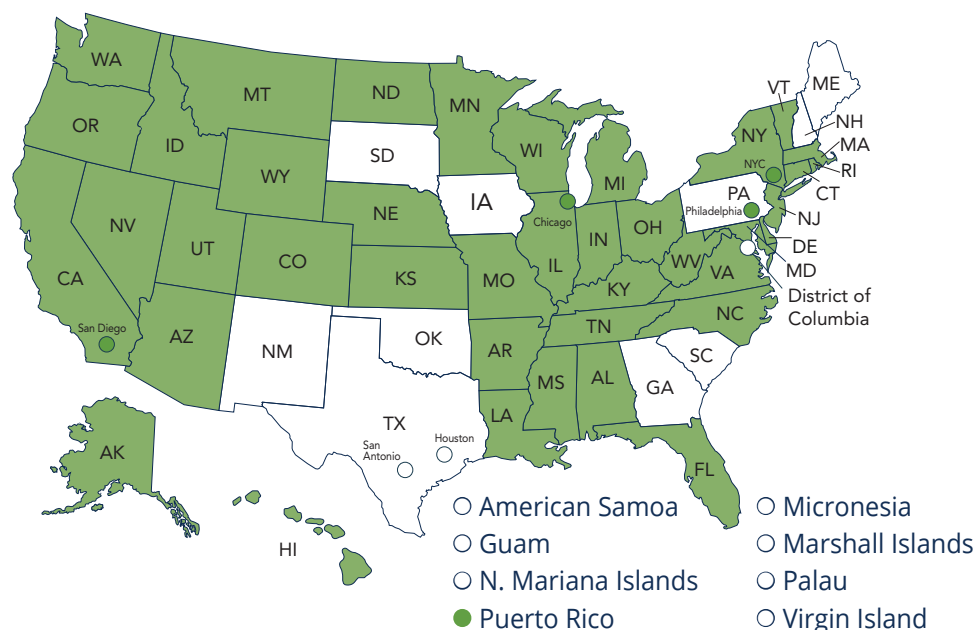 WA
MT
ND
MN
VT
ME
OR
ID
SD
WI
NY
NH
MA
WY
MI
NYC
RI
IA
PA
CT
NV
NE
Chicago
Philadelphia
NJ
UT
CO
IL
IN
OH
DE
CA
KS
MO
WV
VA
MD
KY
District of
Columbia
San Diego
AZ
NM
OK
AR
TN
NC
SC
MS
AL
GA
TX
LA
San
Antonio
Houston
AK
FL
HI
American Samoa
Guam
N. Mariana Islands
Puerto Rico
Micronesia
Marshall Islands
Palau
Virgin Island